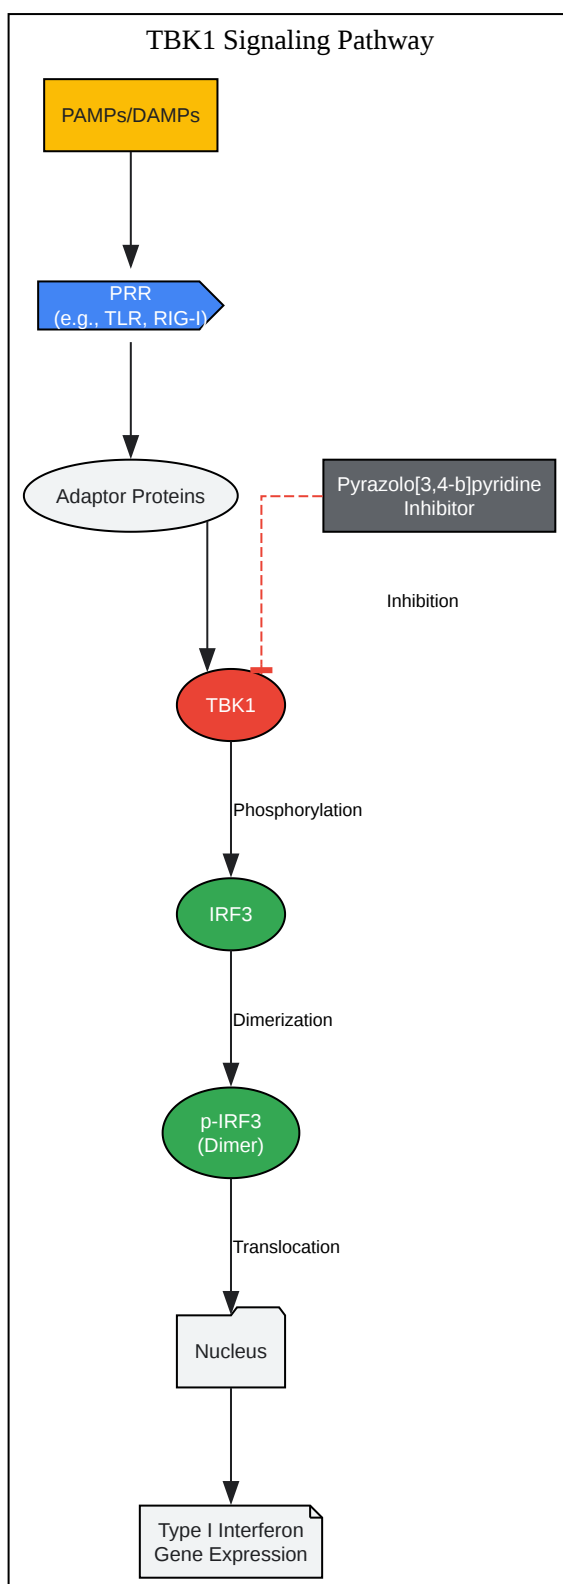 TBK1 Signaling Pathway
PAMPs/DAMPs
PRR
(e.g., TLR, RIG-I)
Adaptor Proteins
Pyrazolo[3,4-b]pyridine
Inhibitor
Inhibition
TBK1
Phosphorylation
IRF3
Dimerization
p-IRF3
(Dimer)
Translocation
Nucleus
Type I Interferon
Gene Expression